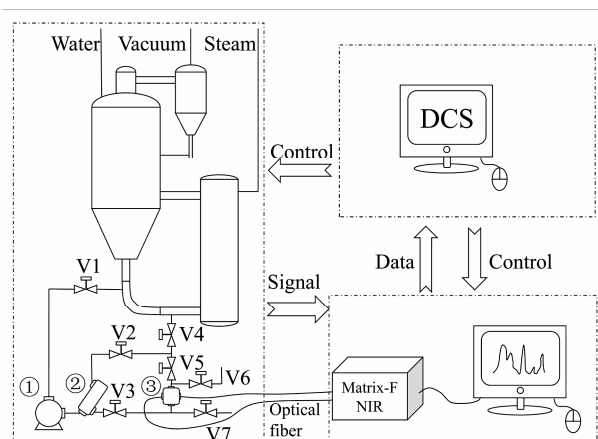 Water Vacuum Steam
DCS
Control
Data
Control
Signal
V1
V4
V2
V5
V6
① ② V3 ③
V7
Optical
fiber
Matrix-F
NIR